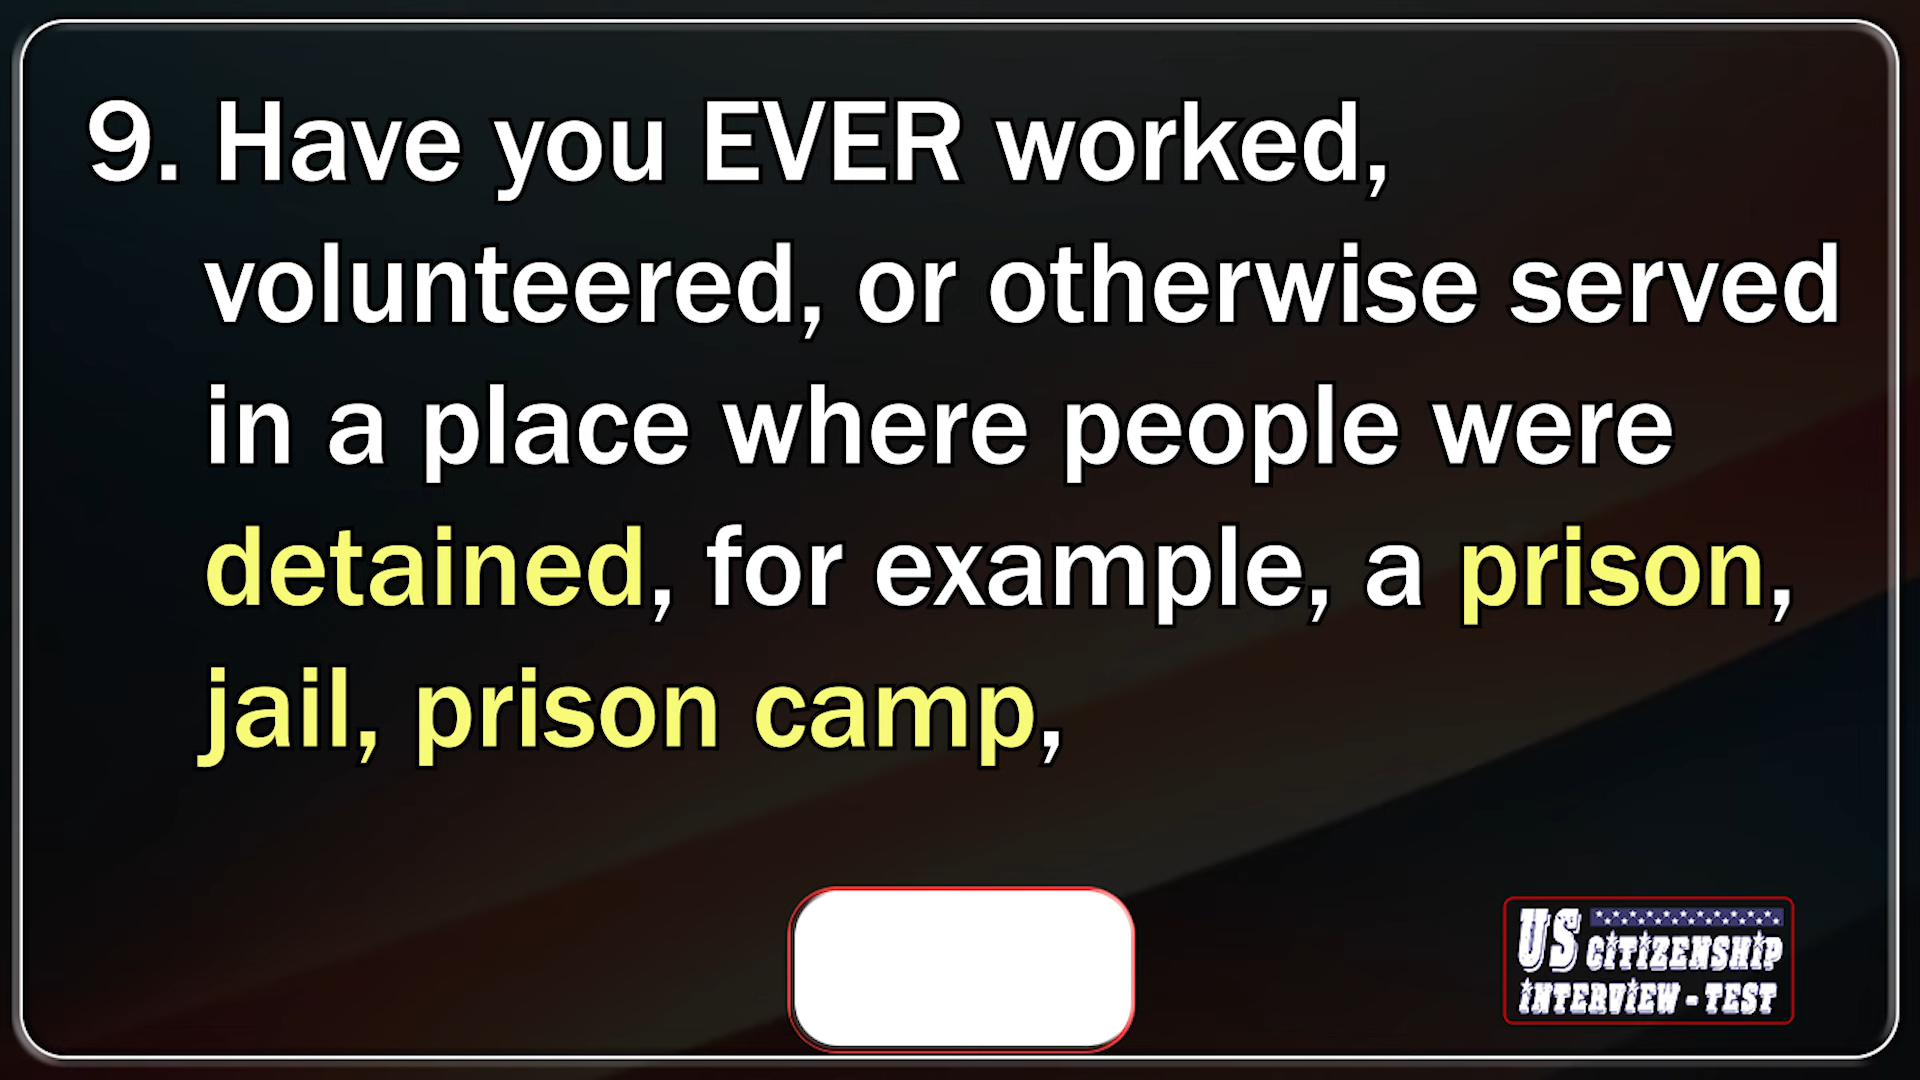 9. Have you EVER worked,
volunteered, or otherwise served
in a place where people were
detained, for example, a prison,
jail, prison camp,
US CITIZENSHIP
INTERVIEW - TEST